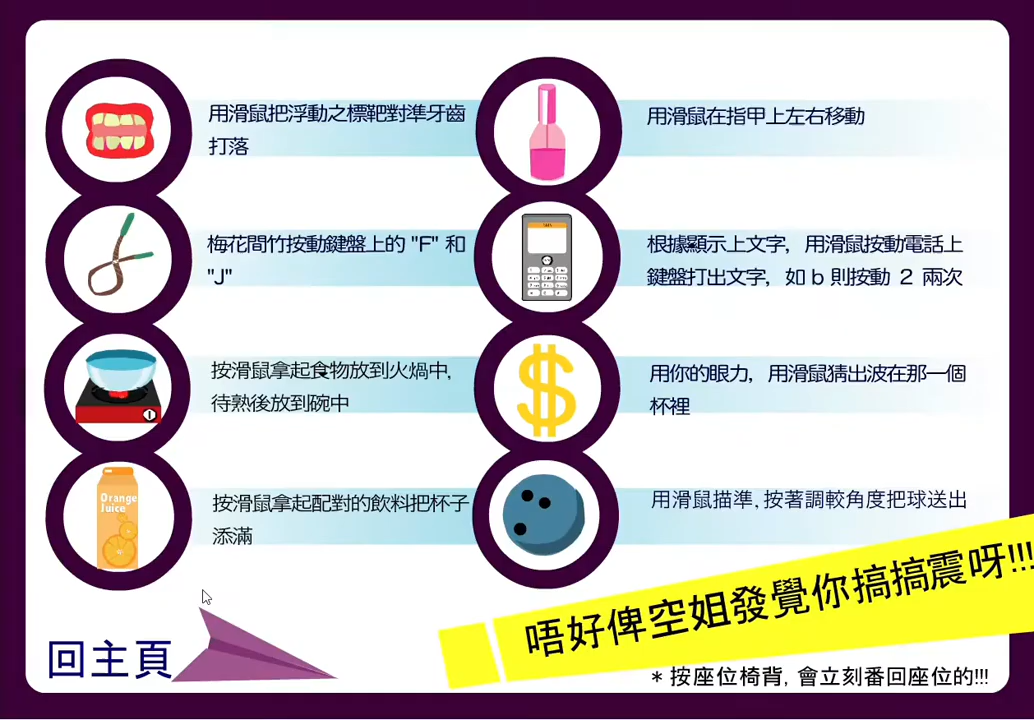 用滑鼠把浮動之標靶對準牙齒
打落
梅花間竹按動鍵盤上的 "F" 和
"J"
按滑鼠拿起食物放到火煱中，
待熟後放到碗中
Orange
Juice
按滑鼠拿起配對的飲料把杯子
添滿
用滑鼠在指甲上左右移動
根據顯示上文字，用滑鼠按動電話上
鍵盤打出文字，如 b 則按動 2 兩次
用你的眼力，用滑鼠猜出波在那一個
杯裡
用滑鼠描準，按著調較角度把球送出
唔好俾空姐發覺你搞搞震呀!!!
回主頁
* 按座位椅背，會立刻番回座位的!!!